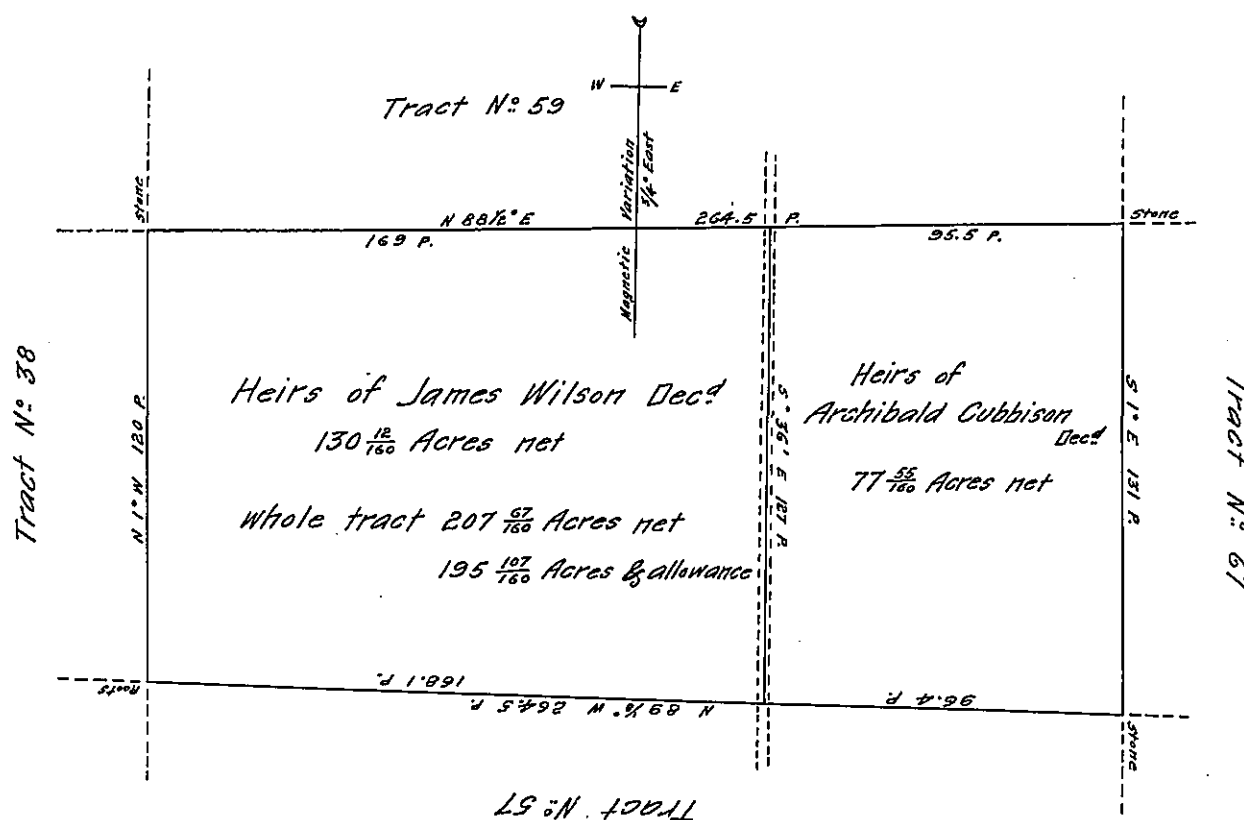 W E
Tract Nº 59
Magnetic Variation
3/4° East
Stone
N 88½° E 264.5 P.
Stone
169 P.
95.5 P.
Tract Nº 38
N 1° W 120 P.
Heirs of James Wilson Decd
130 12/160 Acres net
Whole tract 207 67/160 Acres net
195 107/160 Acres & allowance
S ° 36' E 127 P.
Heirs of
Archibald Cubbison
Decd
77 55/160 Acres net
S 1° E 131 P.
Tract Nº 61
Roots
168.1 P.
96.4 P.
N 89⅛° W 264.5 P.
Stone
Tract Nº 57